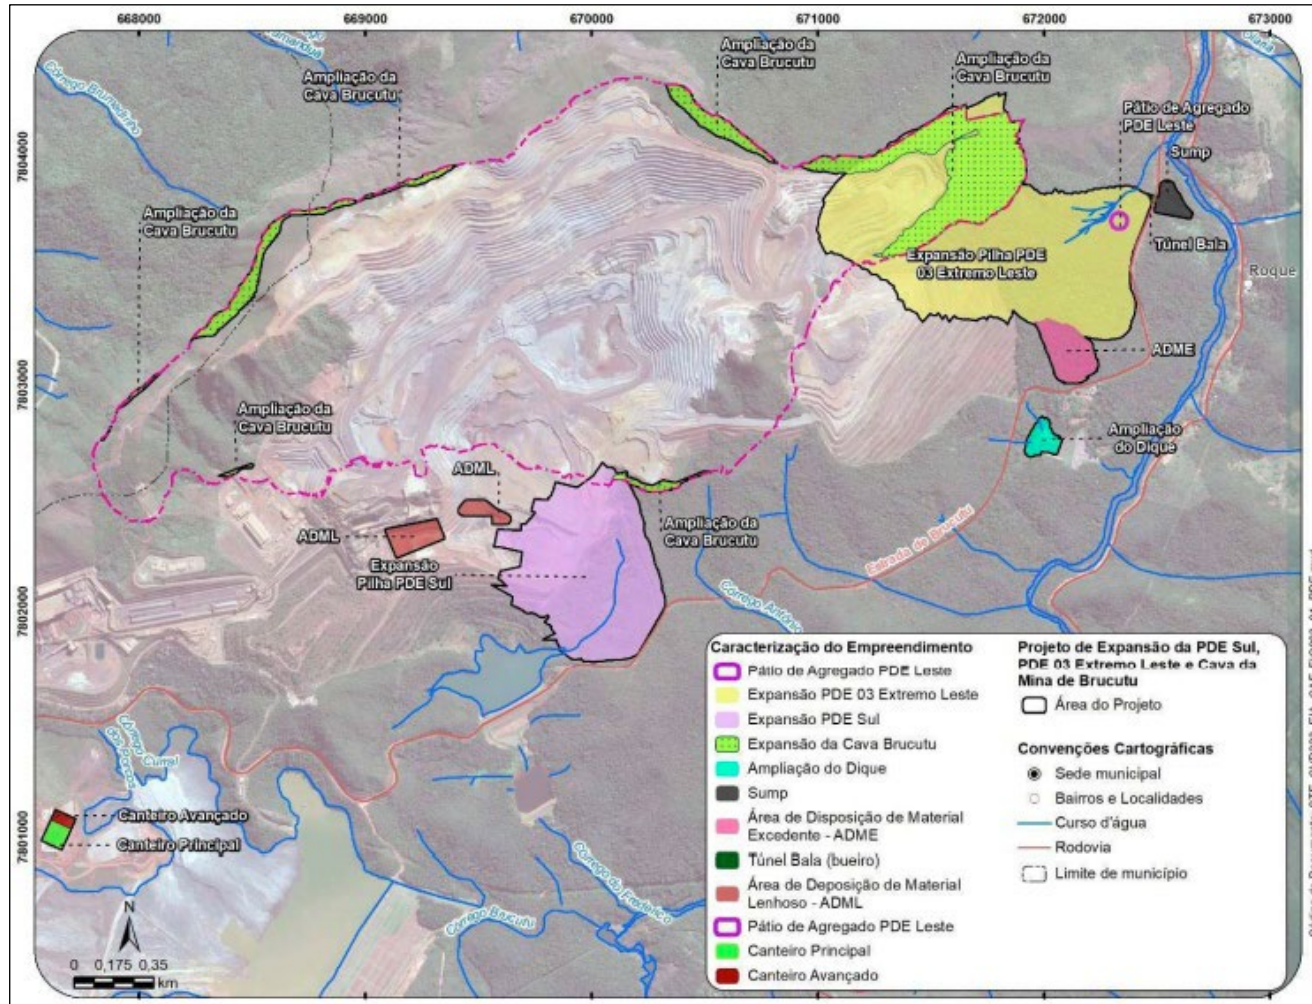 668000 669000 670000 671000 672000 673000
7804000
7803000
7802000
7801000
Córrego Brumadinho
Ampliação da
Cava Brucutu
Ampliação da
Cava Brucutu
Ampliação da
Cava Brucutu
Pátio de Agregado
PDE Leste
Sump
Ampliação da
Cava Brucutu
Túnel Bala
Roque
Expansão Pilha PDE
03 Extremo Leste
ADME
Ampliação da
Cava Brucutu
Ampliação
do Dique
ADML
ADML
Ampliação da
Cava Brucutu
Expansão
Pilha PDE Sul
Estrada de Brucutu
Córrego Antônio
Córrego Curral
dos Porcos
Canteiro Avançado
Canteiro Principal
Córrego do Frederico
Córrego Brucutu
N
0 0,175 0,35
km
Caracterização do Empreendimento
Pátio de Agregado PDE Leste
Expansão PDE 03 Extremo Leste
Expansão PDE Sul
Expansão da Cava Brucutu
Ampliação do Dique
Sump
Área de Disposição de Material
Excedente - ADME
Túnel Bala (bueiro)
Área de Deposição de Material
Lenhoso - ADML
Pátio de Agregado PDE Leste
Canteiro Principal
Canteiro Avançado
Projeto de Expansão da PDE Sul,
PDE 03 Extremo Leste e Cava da
Mina de Brucutu
Área do Projeto
Convenções Cartográficas
Sede municipal
Bairros e Localidades
Curso d'água
Rodovia
Limite de município